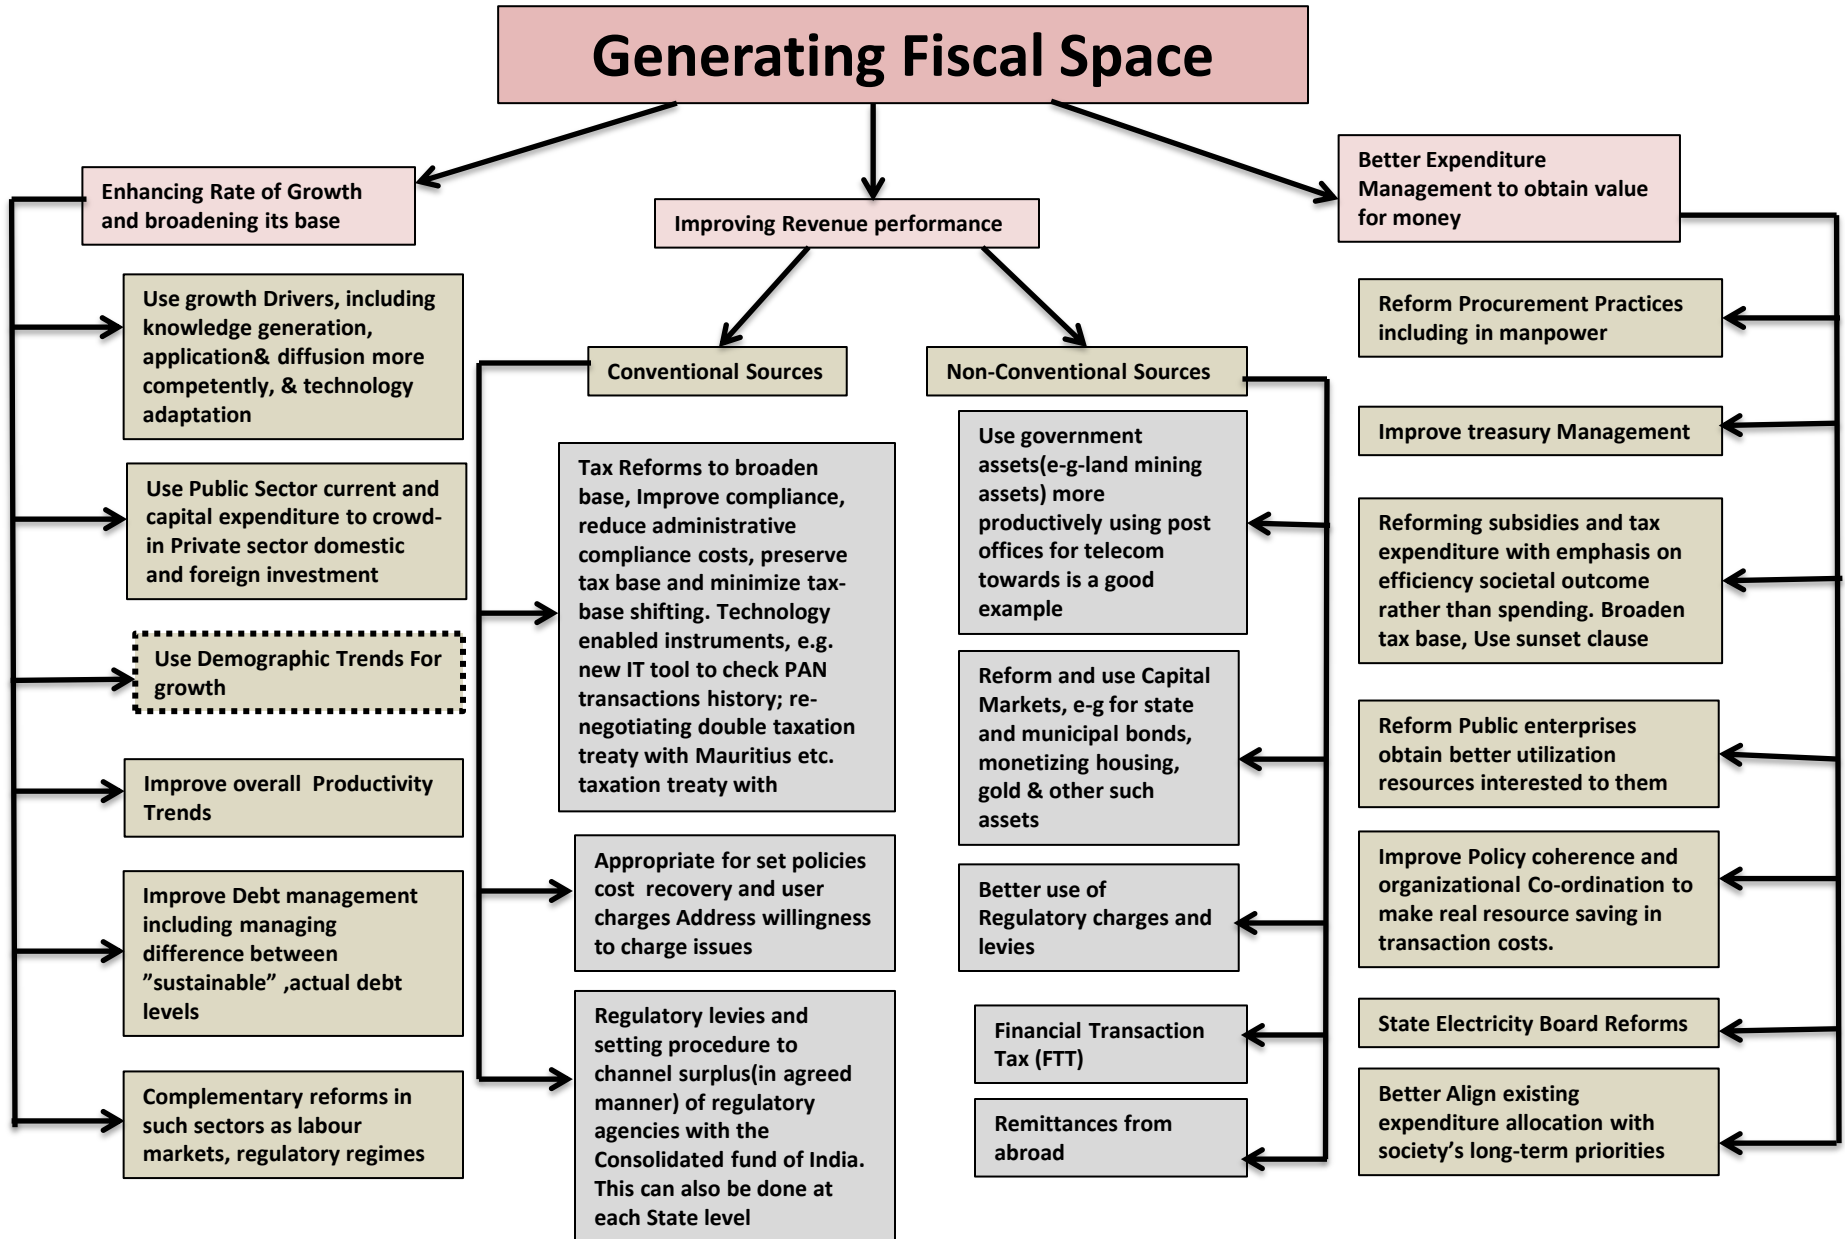 Generating Fiscal Space
Enhancing Rate of Growth
and broadening its base
Use growth Drivers, including
knowledge generation,
application& diffusion more
competently, & technology
adaptation
Use Public Sector current and
capital expenditure to crowd-
in Private sector domestic
and foreign investment
Use Demographic Trends For
growth
Improve overall  Productivity
Trends
Improve Debt management
including managing
difference between
”sustainable” ,actual debt
levels
Complementary reforms in
such sectors as labour
markets, regulatory regimes
Improving Revenue performance
Conventional Sources
Tax Reforms to broaden
base, Improve compliance,
reduce administrative
compliance costs, preserve
tax base and minimize tax-
base shifting. Technology
enabled instruments, e.g.
new IT tool to check PAN
transactions history; re-
negotiating double taxation
treaty with Mauritius etc.
taxation treaty with
Appropriate for set policies
cost  recovery and user
charges Address willingness
to charge issues
Regulatory levies and
setting procedure to
channel surplus(in agreed
manner) of regulatory
agencies with the
Consolidated fund of India.
This can also be done at
each State level
Non-Conventional Sources
Use government
assets(e-g-land mining
assets) more
productively using post
offices for telecom
towards is a good
example
Reform and use Capital
Markets, e-g for state
and municipal bonds,
monetizing housing,
gold & other such
assets
Better use of
Regulatory charges and
levies
Financial Transaction
Tax (FTT)
Remittances from
abroad
Better Expenditure
Management to obtain value
for money
Reform Procurement Practices
including in manpower
Improve treasury Management
Reforming subsidies and tax
expenditure with emphasis on
efficiency societal outcome
rather than spending. Broaden
tax base, Use sunset clause
Reform Public enterprises
obtain better utilization
resources interested to them
Improve Policy coherence and
organizational Co-ordination to
make real resource saving in
transaction costs.
State Electricity Board Reforms
Better Align existing
expenditure allocation with
society’s long-term priorities